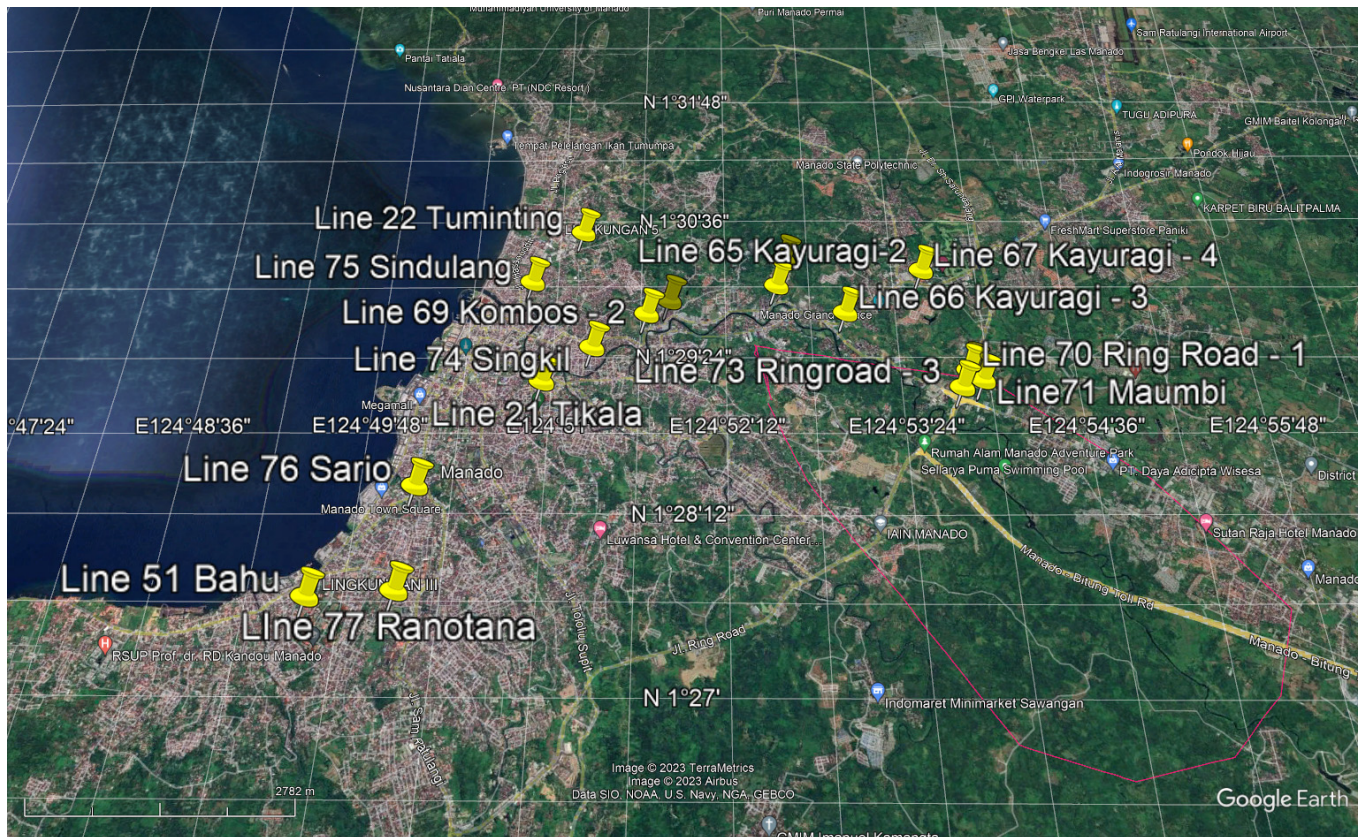 Muhammadiyah University of Manado
Puri Manado Permai
Sam Ratulangi International Airport
Pantai Tatiala
Jasa Bengkel Las Manado
Nusantara Dian Centre. PT (NDC Resort )
GPI Waterpark
N 1°31'48"
TUGU ADIPURA
GMIM Baitel Kolongan
Tempat Pelelangan Ikan Tumumpa
Pondok Hijau
Manado State Polytechnic
Indogrosir Manado
KARPET BIRU BALITPALMA
Line 22 Tuminting
N 1°30'36"
FreshMart Superstore Paniki
Line 65 Kayuragi-2
Line 67 Kayuragi - 4
Line 75 Sindulang
Line 66 Kayuragi - 3
Line 69 Kombos - 2
Manado Grand
Line 74 Singkil
N 1°29'24"
Line 70 Ring Road - 1
Line 73 Ringroad - 3
Line71 Maumbi
Megamall
Line 21 Tikala
°47'24"
E124°48'36"
E124°49'48"
E124°51'
E124°52'12"
E124°53'24"
E124°54'36"
E124°55'48"
Rumah Alam Manado Adventure Park
Line 76 Sario
Manado
Sellarya Puma Swimming Pool
PT. Daya Adicipta Wisesa
District
Manado Town Square
N 1°28'12"
IAIN MANADO
Sutan Raja Hotel Manado
Luwansa Hotel & Convention Center...
Manado - Bitung Toll Rd
Manado
Line 51 Bahu
LINGKUNGAN III
LIne 77 Ranotana
Jl. Ring Road
Manado - Bitung
RSUP Prof. dr. RD Kandou Manado
N 1°27'
Indomaret Minimarket Sawangan
Jl. Sam Ratulangi
Image © 2023 TerraMetrics
Image © 2023 Airbus
Data SIO, NOAA, U.S. Navy, NGA, GEBCO
2782 m
Google Earth